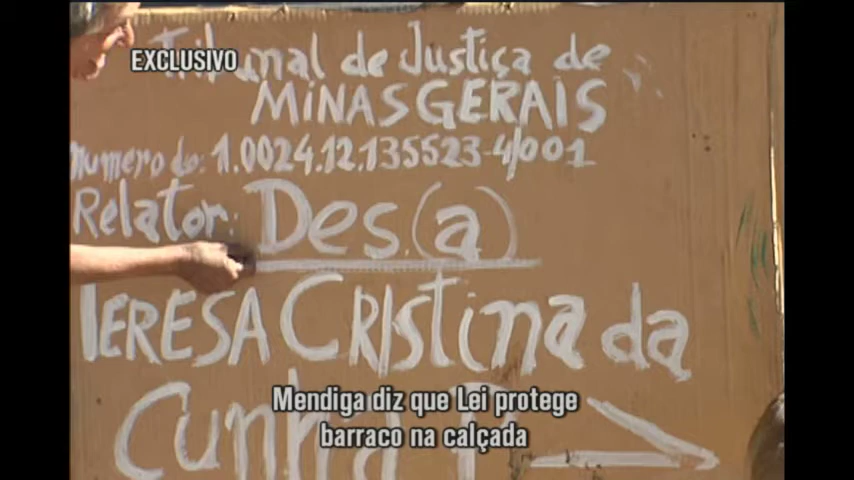 EXCLUSIVO
Tribunal de Justiça de
MINAS GERAIS
Numero do: 1.0024.12.135523-4/001
Relator: Des.(a)
TERESA CRIStina da
Cunha P
Mendiga diz que Lei protege
barraco na calçada